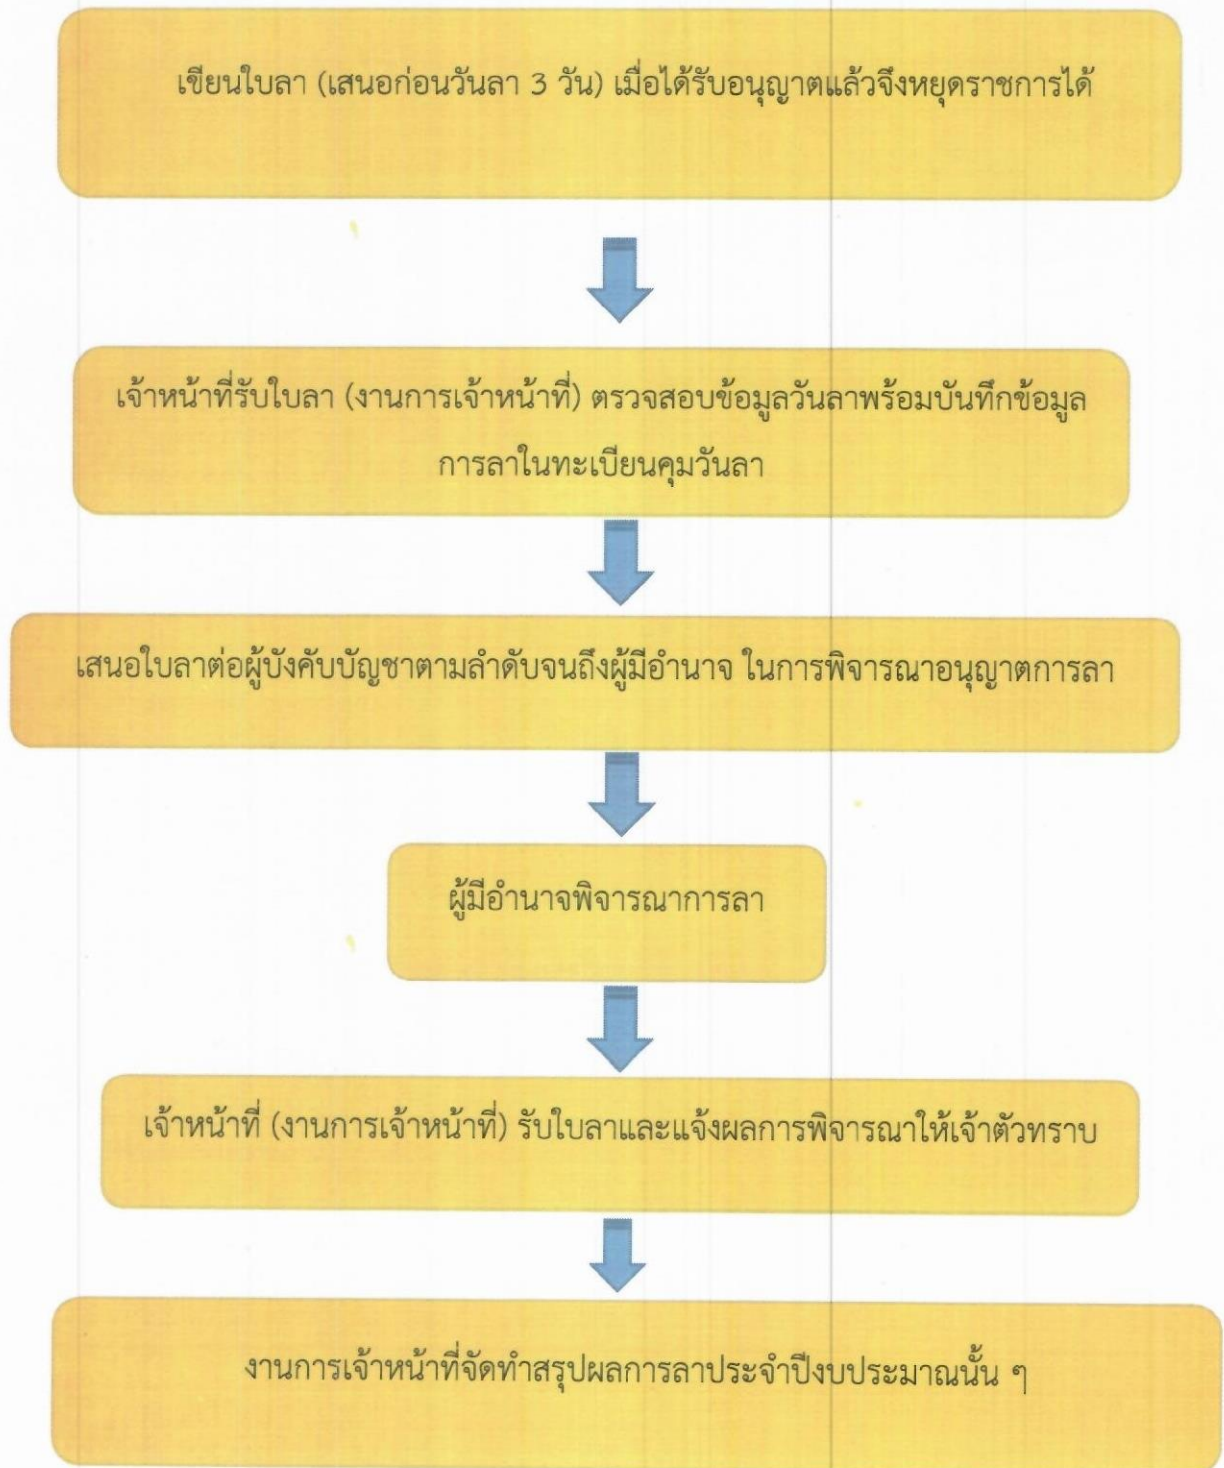 เขียนใบลา (เสนอก่อนวันลา 3 วัน) เมื่อได้รับอนุญาตแล้วจึงหยุดราชการได้
เจ้าหน้าที่รับใบลา (งานการเจ้าหน้าที่) ตรวจสอบข้อมูลวันลาพร้อมบันทึกข้อมูล
การลาในทะเบียนคุมวันลา
เสนอใบลาต่อผู้บังคับบัญชาตามลำดับจนถึงผู้มีอำนาจ ในการพิจารณาอนุญาตการลา
ผู้มีอำนาจพิจารณาการลา
เจ้าหน้าที่ (งานการเจ้าหน้าที่) รับใบลาและแจ้งผลการพิจารณาให้เจ้าตัวทราบ
งานการเจ้าหน้าที่จัดทำสรุปผลการลาประจำปีงบประมาณนั้น ๆ